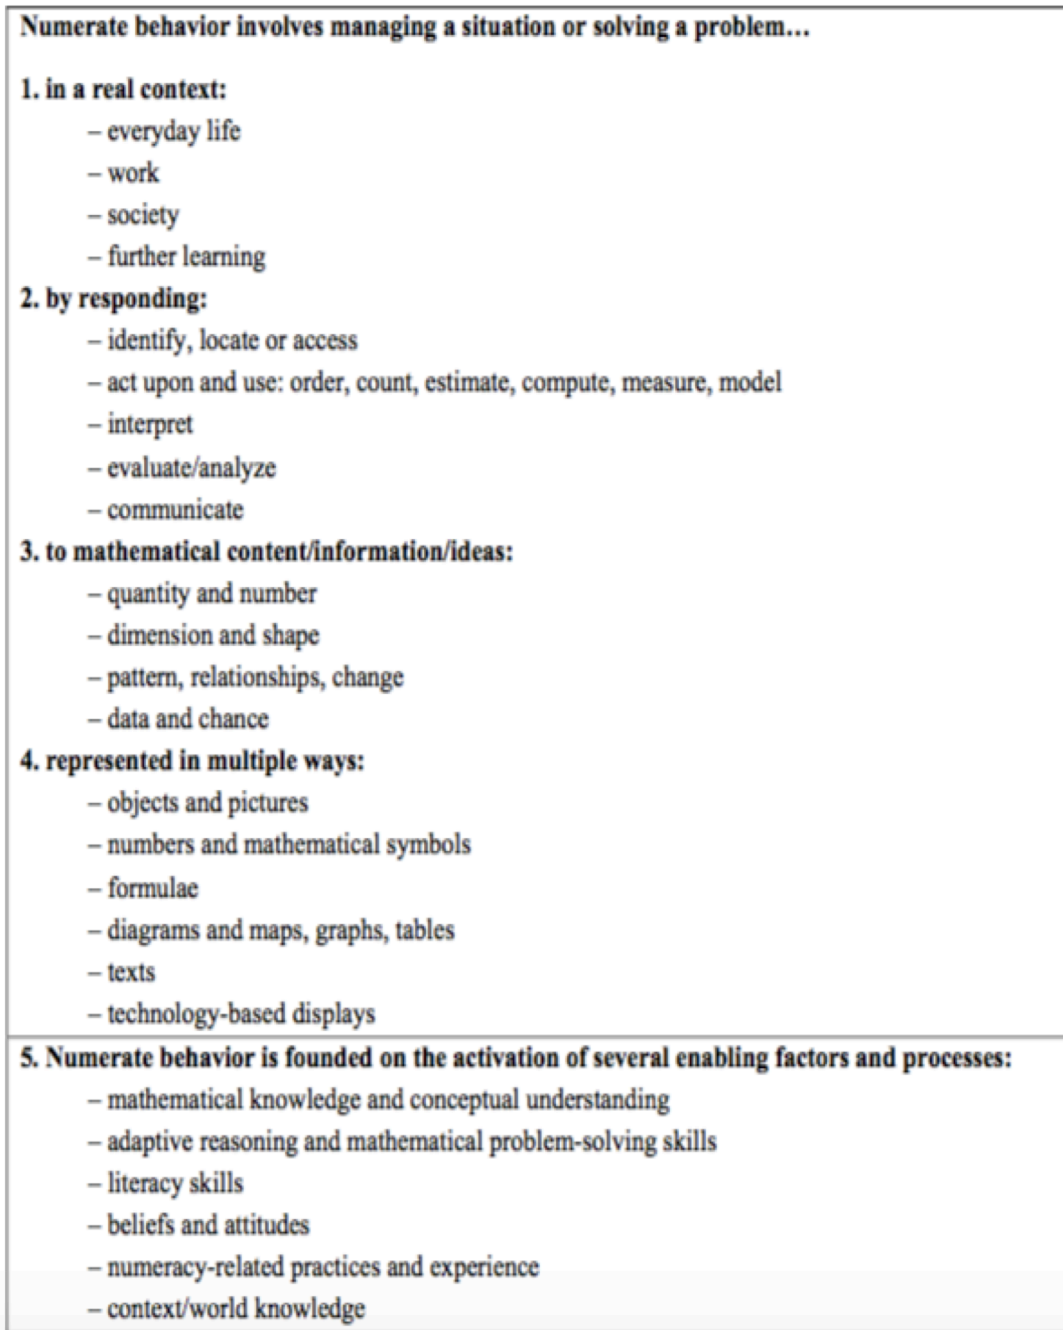 Numerate behavior involves managing a situation or solving a problem…
1. in a real context:
– everyday life
– work
– society
– further learning
2. by responding:
– identify, locate or access
– act upon and use: order, count, estimate, compute, measure, model
– interpret
– evaluate/analyze
– communicate
3. to mathematical content/information/ideas:
– quantity and number
– dimension and shape
– pattern, relationships, change
– data and chance
4. represented in multiple ways:
– objects and pictures
– numbers and mathematical symbols
– formulae
– diagrams and maps, graphs, tables
– texts
– technology-based displays
5. Numerate behavior is founded on the activation of several enabling factors and processes:
– mathematical knowledge and conceptual understanding
– adaptive reasoning and mathematical problem-solving skills
– literacy skills
– beliefs and attitudes
– numeracy-related practices and experience
– context/world knowledge